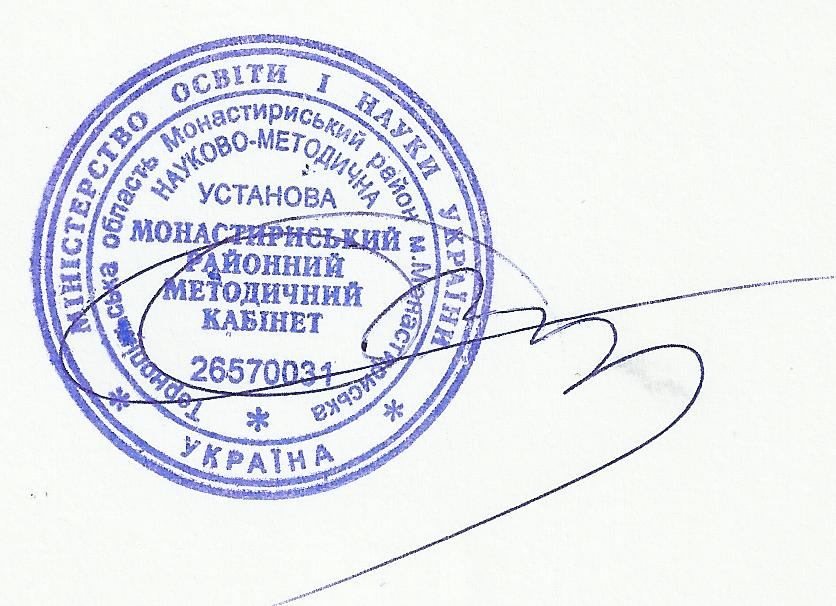 МІНІСТЕРСТВО ОСВІТИ І НАУКИ УКРАЇНИ
УКРАЇНА
Тернопільська область Монастириський район м.Монастириська
НАУКОВО-МЕТОДИЧНА
УСТАНОВА
МОНАСТИРИСЬКИЙ
РАЙОННИЙ
МЕТОДИЧНИЙ
КАБІНЕТ
26570031